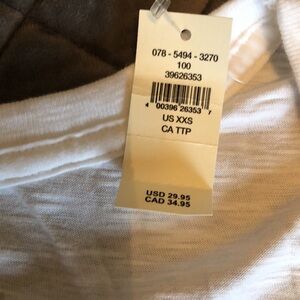 078 - 5494 - 3270
100
39626353
4 00396 26353 7
US XXS
CA TTP
USD 29.95
CAD 34.95